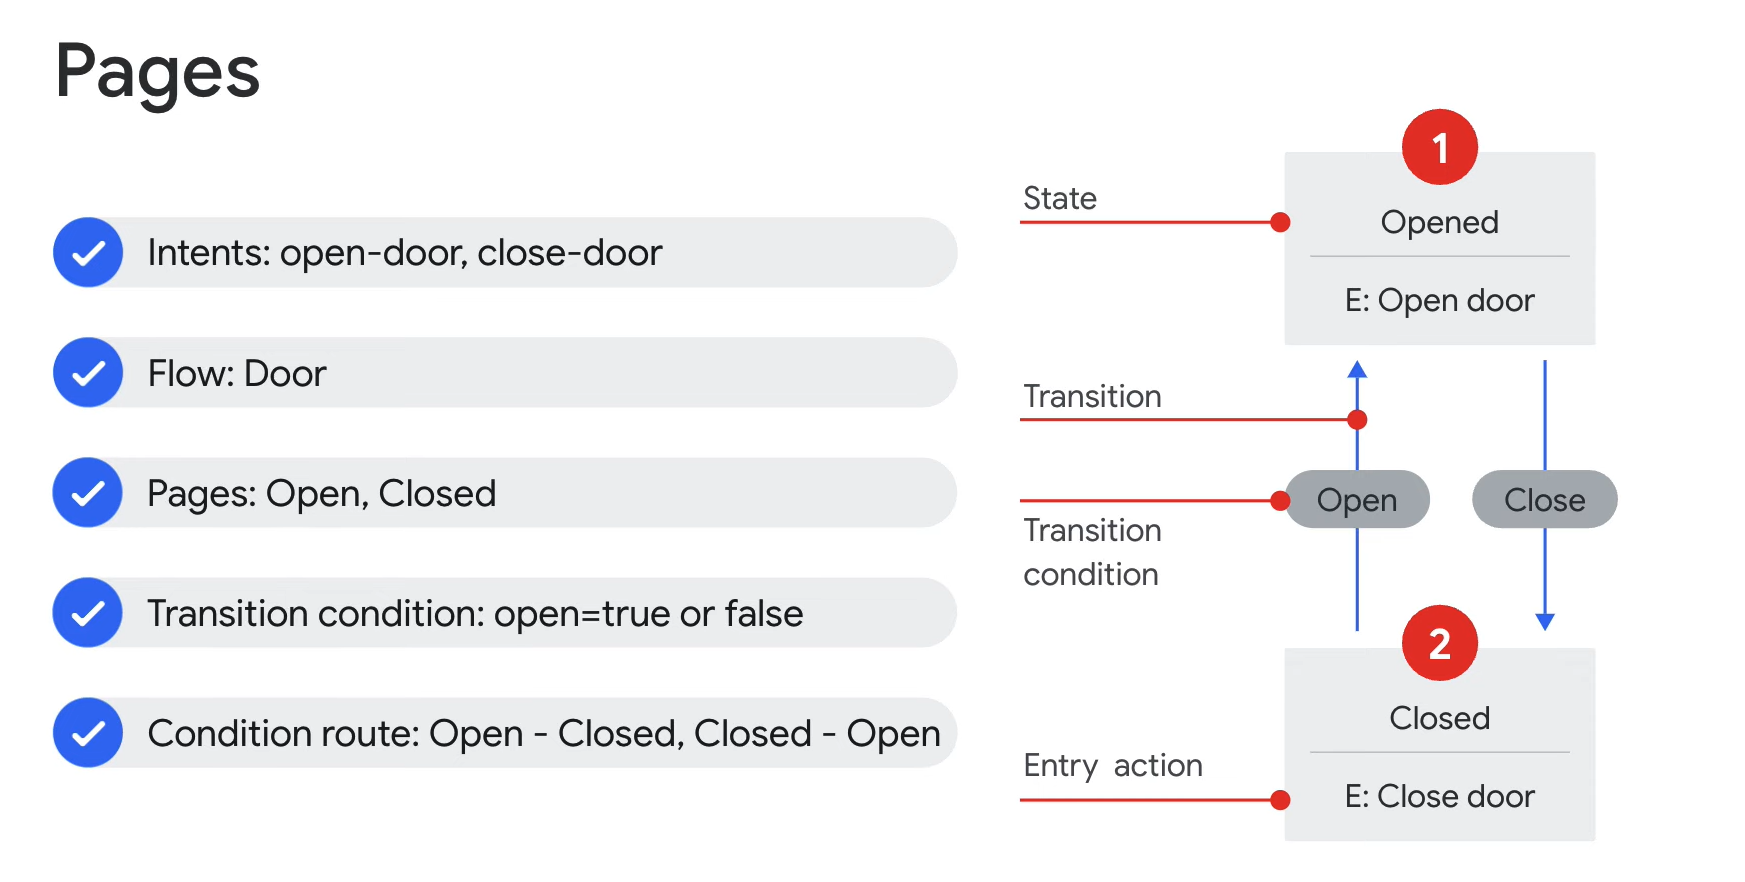 Pages
Intents: open-door, close-door
Flow: Door
Pages: Open, Closed
Transition condition: open=true or false
Condition route: Open - Closed, Closed - Open
1
State
Opened
E: Open door
Transition
Open
Close
Transition
condition
2
Closed
Entry action
E: Close door